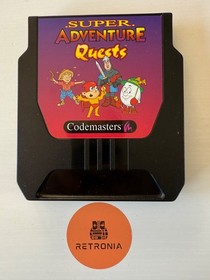 SUPER
ADVENTURE
Quests
Codemasters
RETRONIA